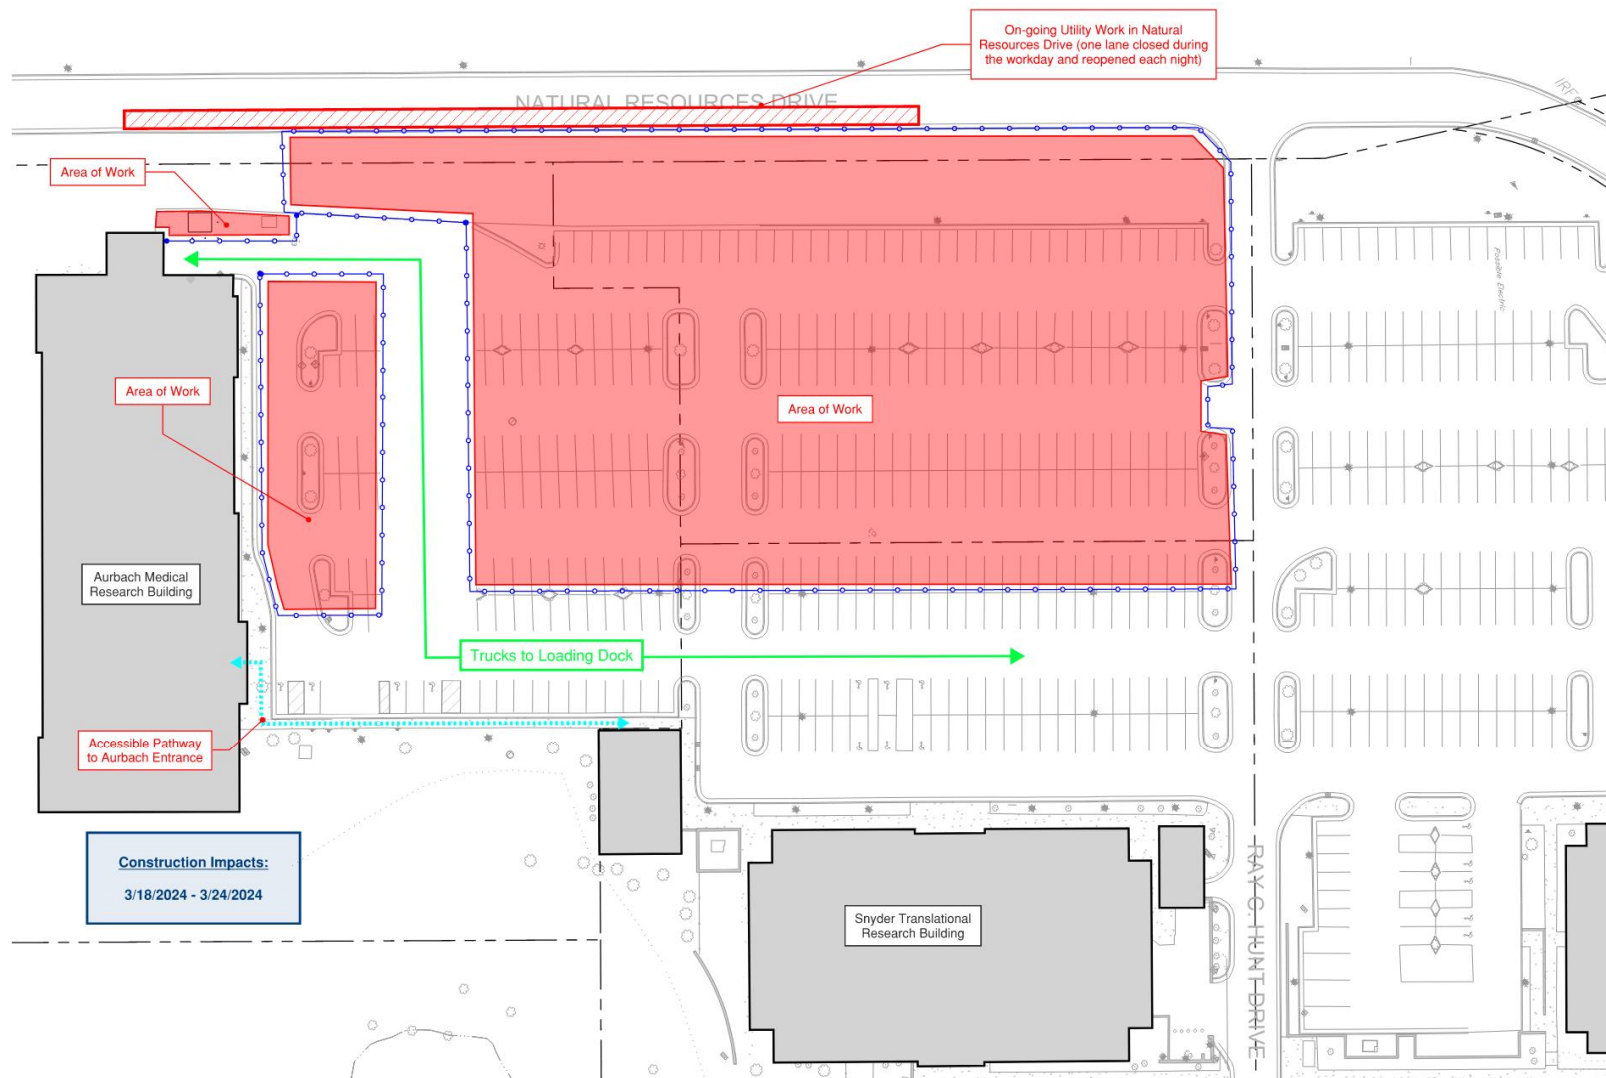 On-going Utility Work in Natural
Resources Drive (one lane closed during
the workday and reopened each night)
NATURAL RESOURCES DRIVE
Area of Work
Possible Electric
Area of Work
Area of Work
Aurbach Medical
Research Building
Trucks to Loading Dock
Accessible Pathway
to Aurbach Entrance
Construction Impacts:
3/18/2024 - 3/24/2024
Snyder Translational
Research Building
RAY C. HUNT DRIVE